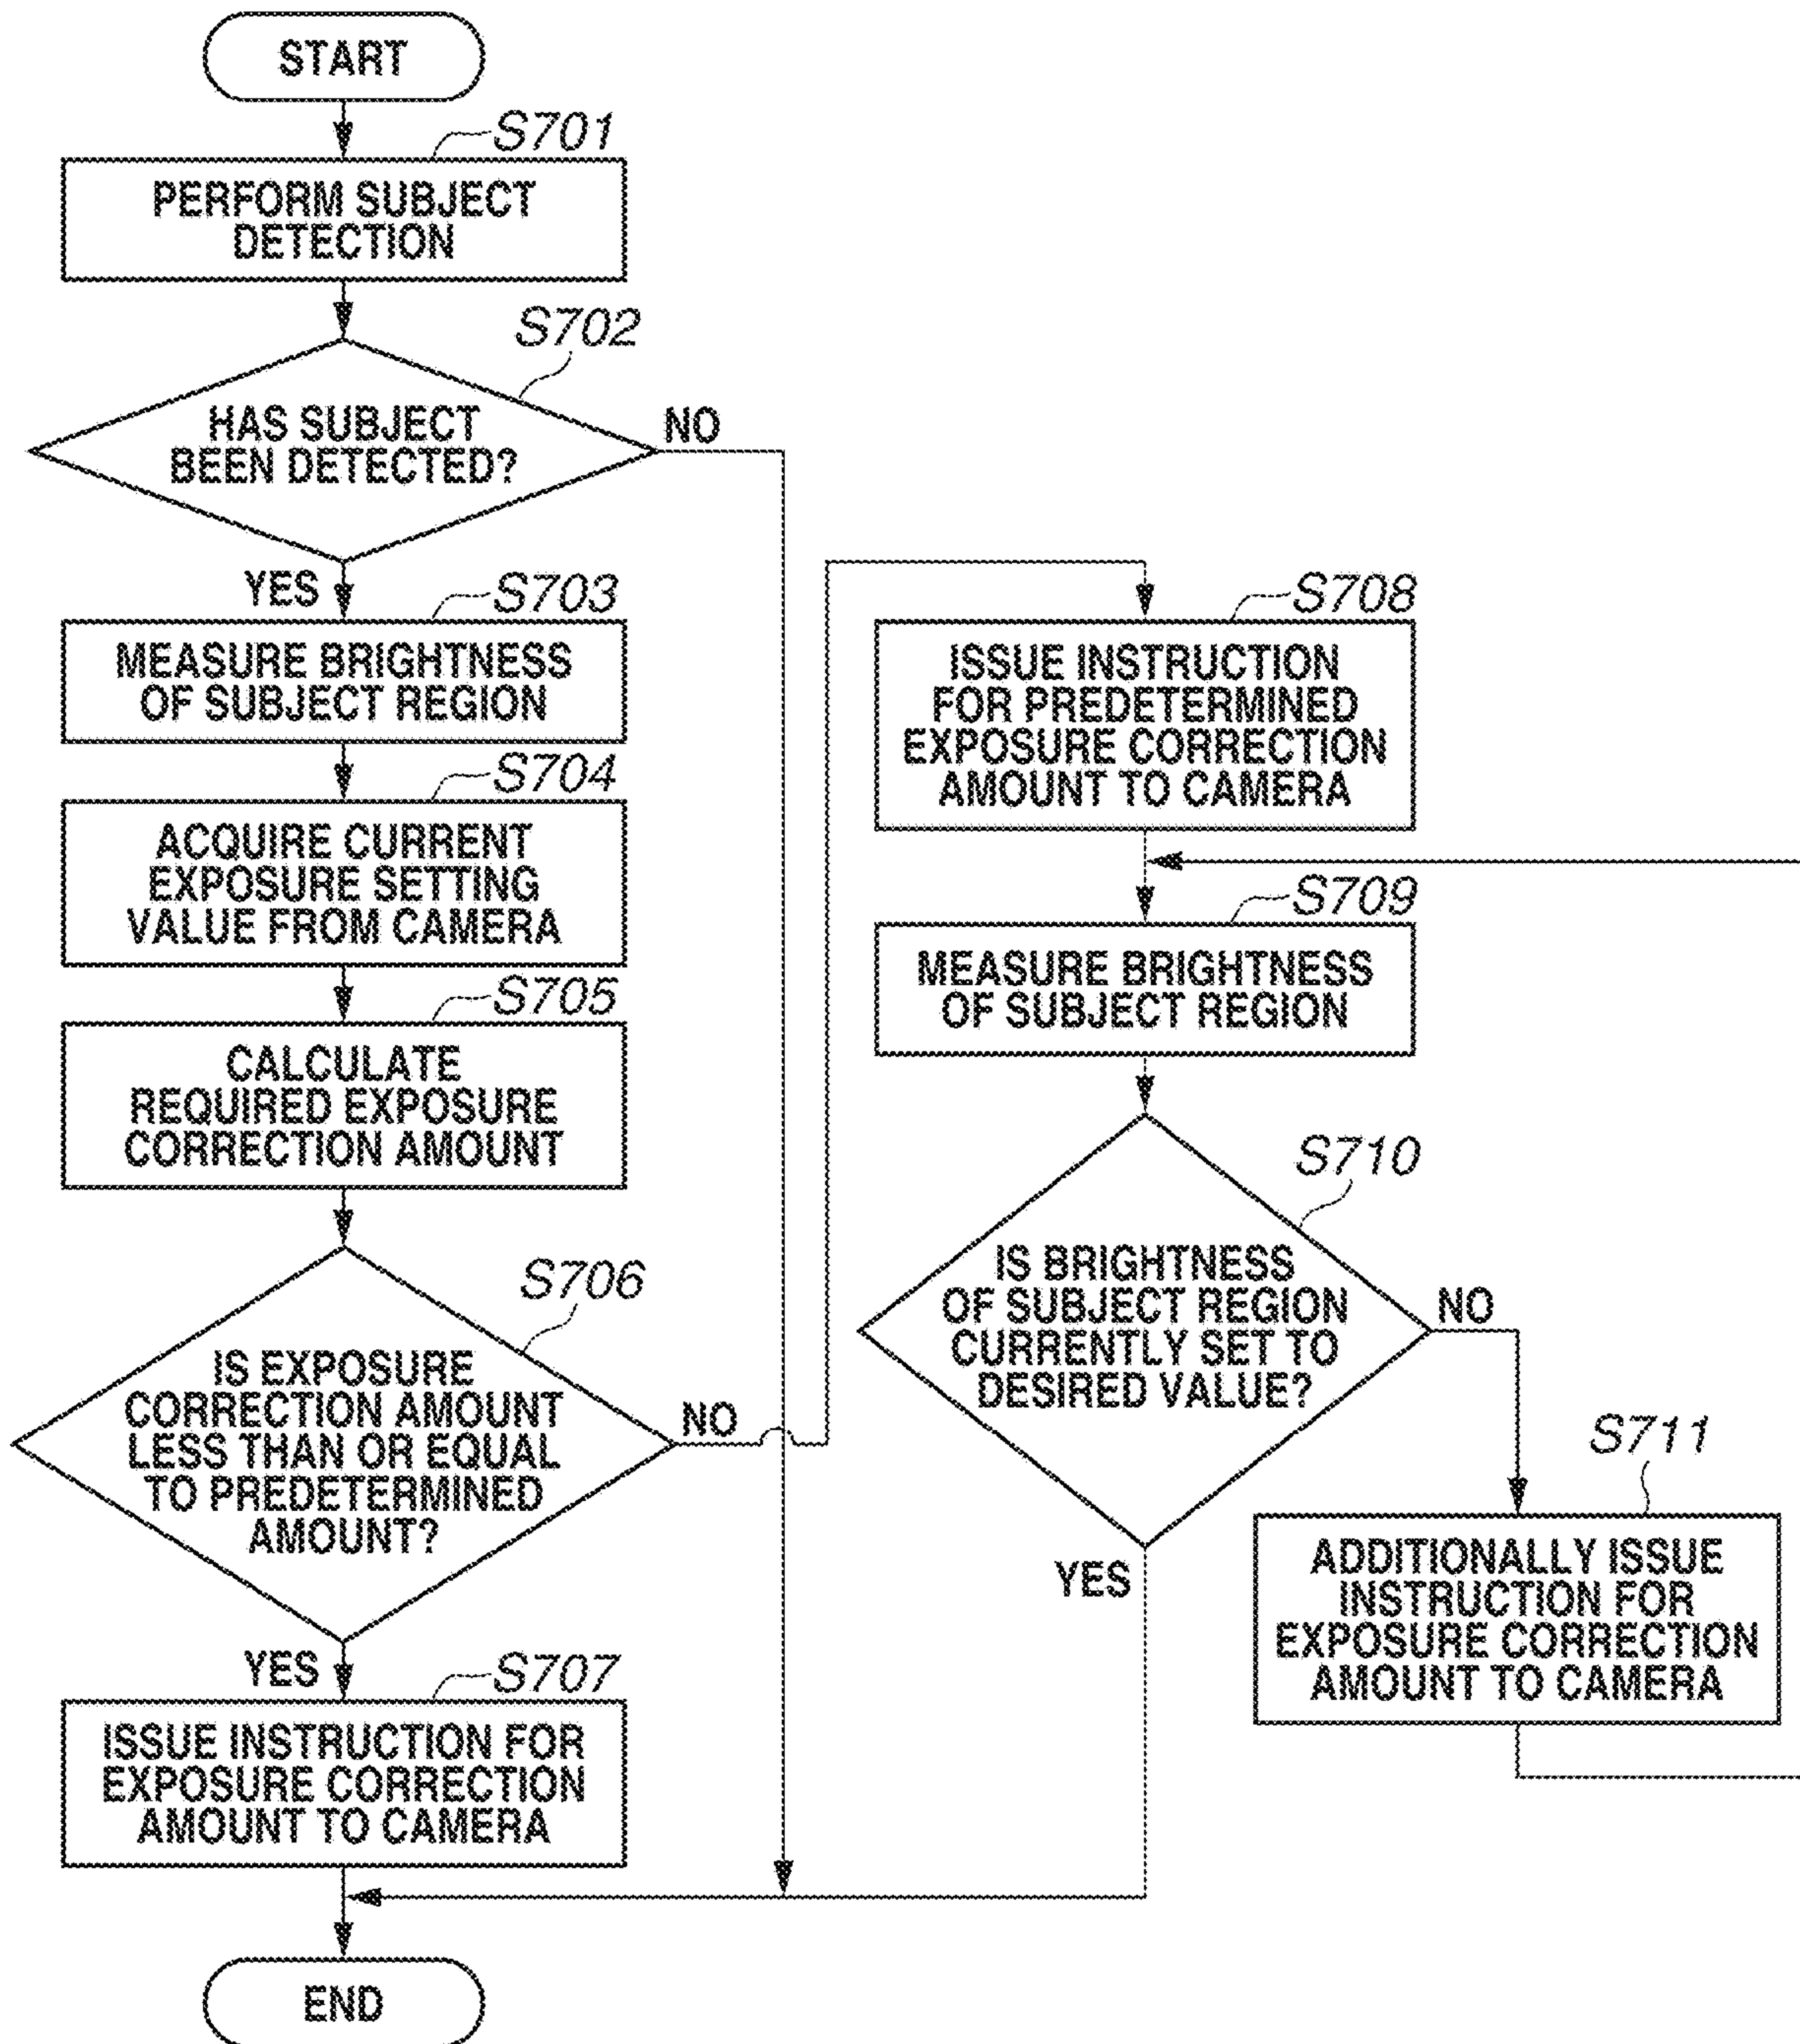 START
S701
PERFORM SUBJECT
DETECTION
S702
HAS SUBJECT
BEEN DETECTED?
NO
YES
S703
MEASURE BRIGHTNESS
OF SUBJECT REGION
S704
ACQUIRE CURRENT
EXPOSURE SETTING
VALUE FROM CAMERA
S705
CALCULATE
REQUIRED EXPOSURE
CORRECTION AMOUNT
S706
IS EXPOSURE
CORRECTION AMOUNT
LESS THAN OR EQUAL
TO PREDETERMINED
AMOUNT?
NO
YES
S707
ISSUE INSTRUCTION FOR
EXPOSURE CORRECTION
AMOUNT TO CAMERA
END
S708
ISSUE INSTRUCTION
FOR PREDETERMINED
EXPOSURE CORRECTION
AMOUNT TO CAMERA
S709
MEASURE BRIGHTNESS
OF SUBJECT REGION
S710
IS BRIGHTNESS
OF SUBJECT REGION
CURRENTLY SET TO
DESIRED VALUE?
NO
YES
S711
ADDITIONALLY ISSUE
INSTRUCTION FOR
EXPOSURE CORRECTION
AMOUNT TO CAMERA